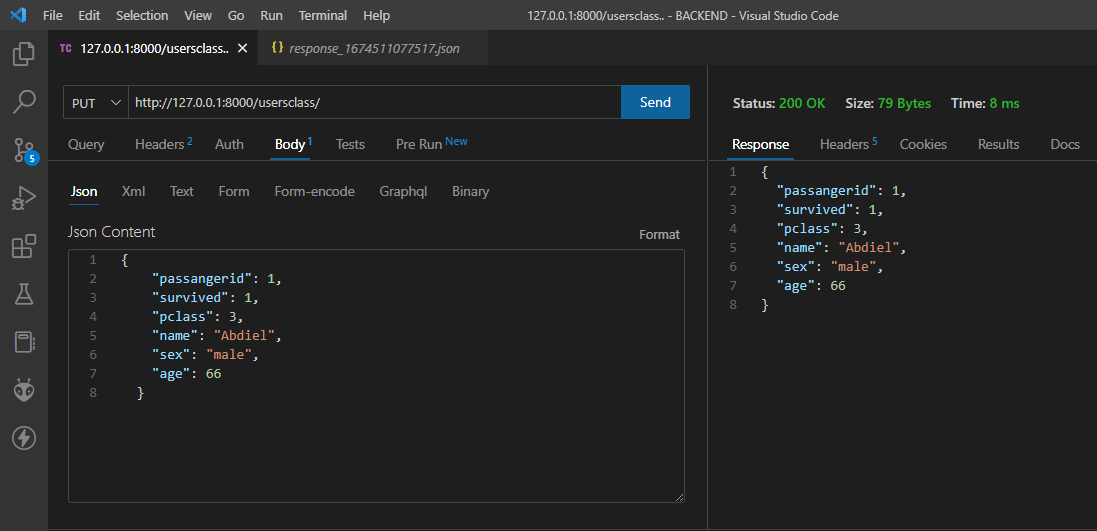 File Edit Selection View Go Run Terminal Help 127.0.0.1:8000/usersclass.. - BACKEND - Visual Studio Code
TC 127.0.0.1:8000/usersclass.. {} response_1674511077517.json
PUT http://127.0.0.1:8000/usersclass/ Send
Query Headers 2 Auth Body 1 Tests Pre Run New
Json Xml Text Form Form-encode Graphql Binary
Json Content
Format
1 {
2 "passangerid": 1,
3 "survived": 1,
4 "pclass": 3,
5 "name": "Abdiel",
6 "sex": "male",
7 "age": 66
8 }
Status: 200 OK Size: 79 Bytes Time: 8 ms
Response Headers 5 Cookies Results Docs
1 {
2 "passangerid": 1,
3 "survived": 1,
4 "pclass": 3,
5 "name": "Abdiel",
6 "sex": "male",
7 "age": 66
8 }
5